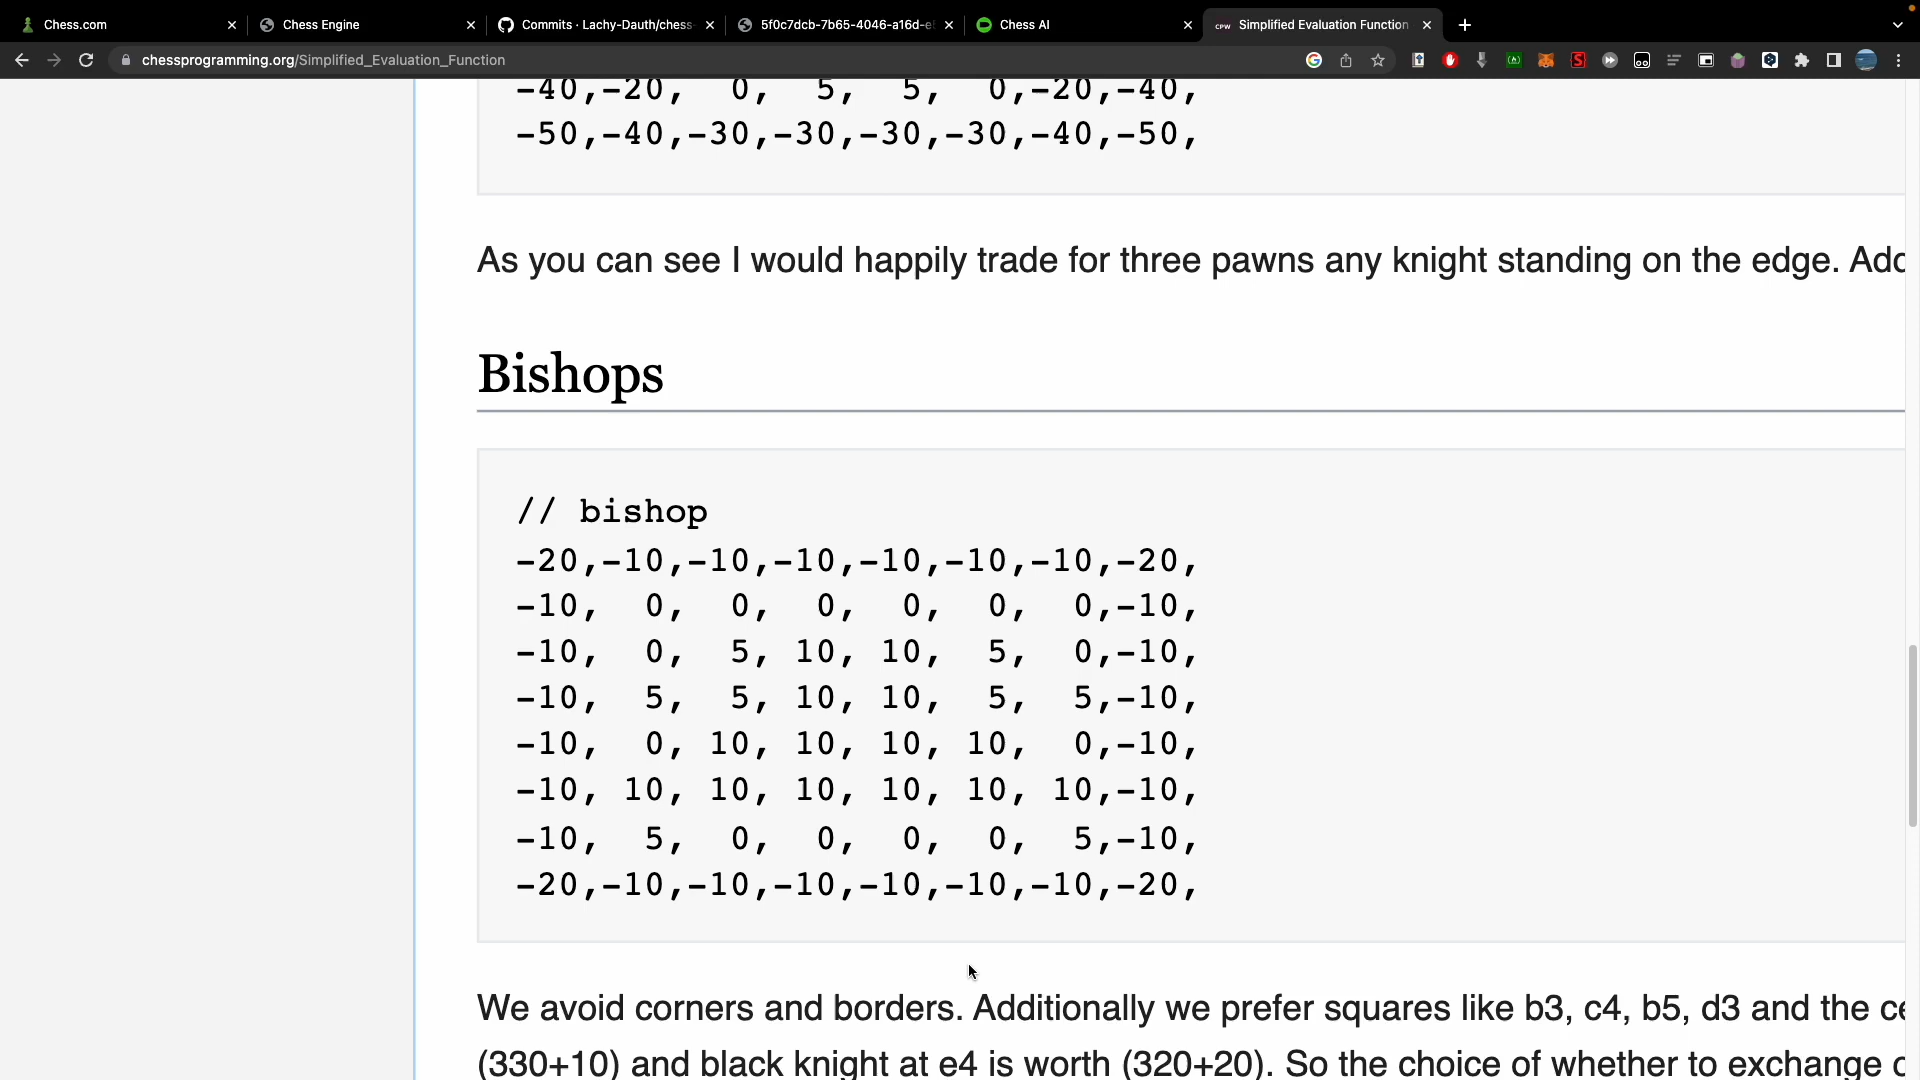 Chess.com
Chess Engine
Commits · Lachy-Dauth/chess-
5f0c7dcb-7b65-4046-a16d-e
Chess AI
CPW Simplified Evaluation Function
chessprogramming.org/Simplified_Evaluation_Function
-40,-20,  0,  5,  5,  0,-20,-40,
-50,-40,-30,-30,-30,-30,-40,-50,
As you can see I would happily trade for three pawns any knight standing on the edge.
Bishops
// bishop
-20,-10,-10,-10,-10,-10,-10,-20,
-10,  0,  0,  0,  0,  0,  0,-10,
-10,  0,  5, 10, 10,  5,  0,-10,
-10,  5,  5, 10, 10,  5,  5,-10,
-10,  0, 10, 10, 10, 10,  0,-10,
-10, 10, 10, 10, 10, 10, 10,-10,
-10,  5,  0,  0,  0,  0,  5,-10,
-20,-10,-10,-10,-10,-10,-10,-20,
We avoid corners and borders. Additionally we prefer squares like b3, c4, b5, d3 and the
(330+10) and black knight at e4 is worth (320+20). So the choice of whether to exchange